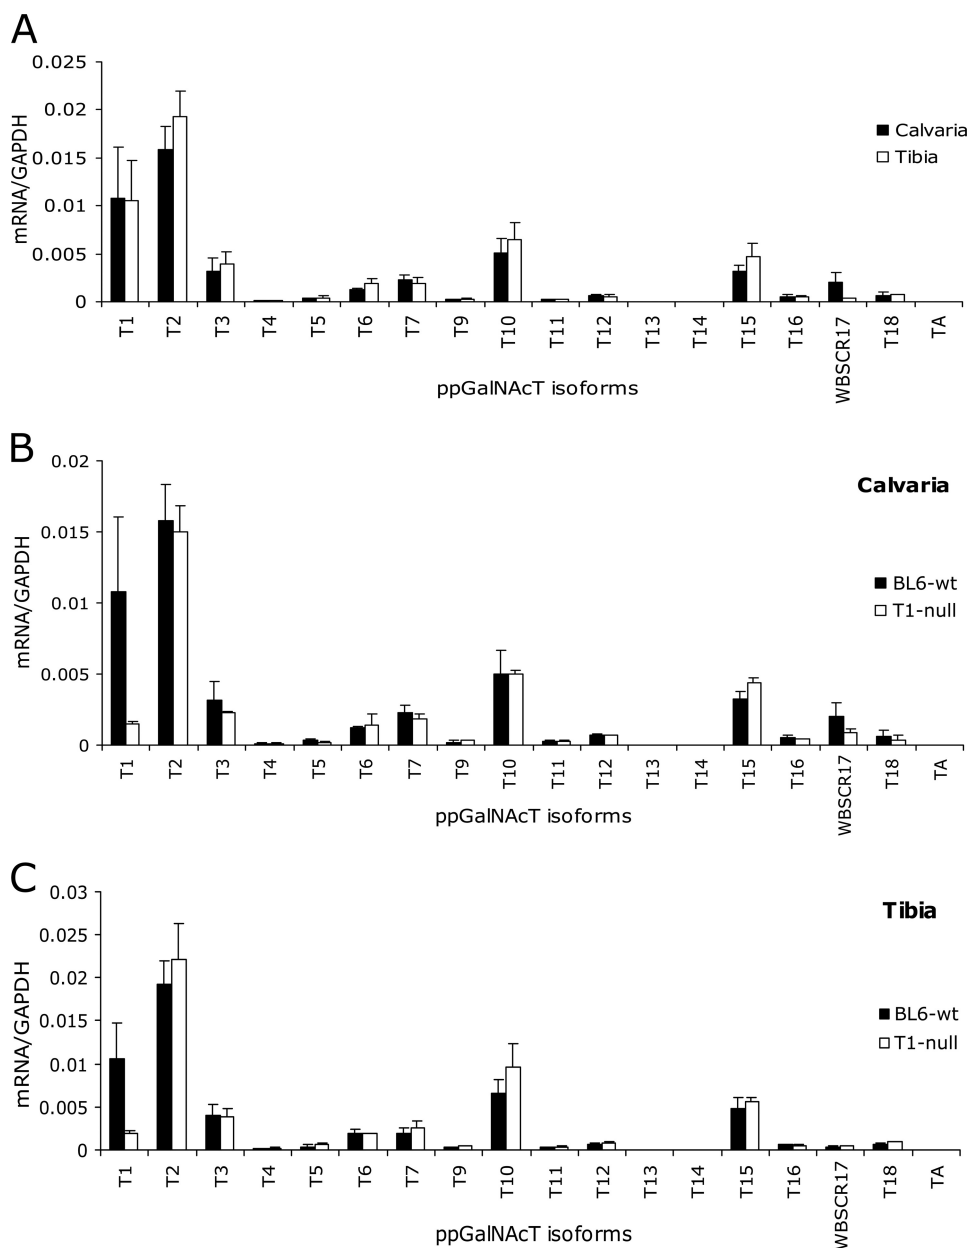 A
0.025
0.02
0.015
0.01
0.005
0
mRNA/GAPDH
Calvaria
Tibia
T1 T2 T3 T4 T5 T6 T7 T9 T10 T11 T12 T13 T14 T15 T16 WBSCR17 T18 TA
ppGalNAcT isoforms
B
0.02
0.015
0.01
0.005
0
mRNA/GAPDH
Calvaria
BL6-wt
T1-null
T1 T2 T3 T4 T5 T6 T7 T9 T10 T11 T12 T13 T14 T15 T16 WBSCR17 T18 TA
ppGalNAcT isoforms
C
0.03
0.025
0.02
0.015
0.01
0.005
0
mRNA/GAPDH
Tibia
BL6-wt
T1-null
T1 T2 T3 T4 T5 T6 T7 T9 T10 T11 T12 T13 T14 T15 T16 WBSCR17 T18 TA
ppGalNAcT isoforms